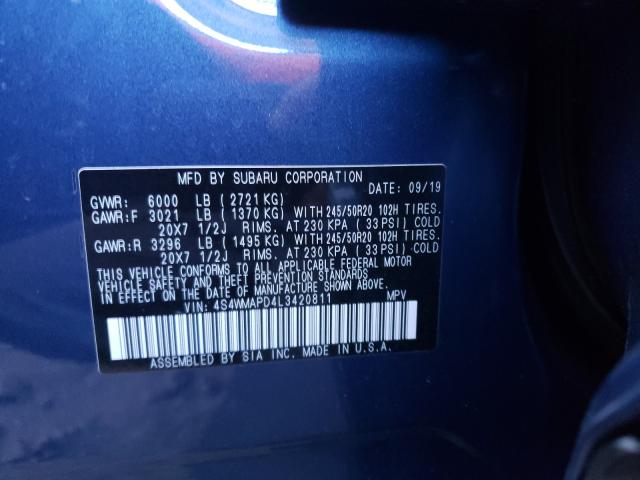 MFD BY SUBARU CORPORATION
DATE: 09/19
GVWR: 6000 LB ( 2721 KG)
GAWR:F 3021 LB ( 1370 KG) WITH 245/50R20 102H TIRES.
20X7 1/2J RIMS. AT 230 KPA ( 33 PSI) COLD
GAWR:R 3296 LB ( 1495 KG) WITH 245/50R20 102H TIRES.
20X7 1/2J RIMS. AT 230 KPA ( 33 PSI) COLD
THIS VEHICLE CONFORMS TO ALL APPLICABLE FEDERAL MOTOR
VEHICLE SAFETY AND THEFT PREVENTION STANDARDS
IN EFFECT ON THE DATE OF MANUFACTURE SHOWN ABOVE.
VIN: 4S4WMAPD4L3420811 MPV
ASSEMBLED BY SIA INC. MADE IN U.S.A.